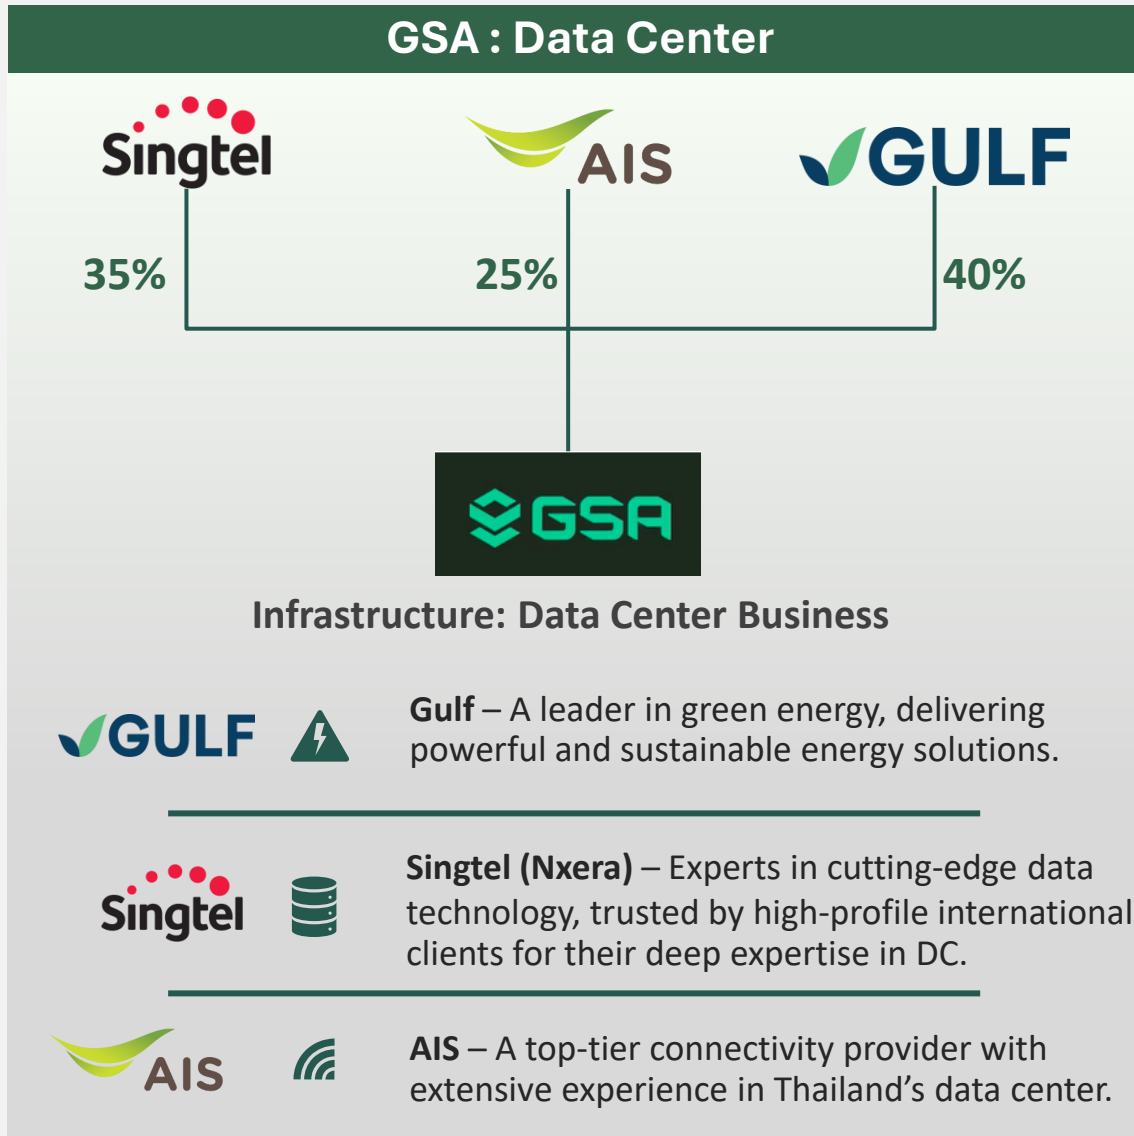 GSA : Data Center
Singtel
AIS
GULF
35%
25%
40%
GSA
Infrastructure: Data Center Business
GULF
Gulf – A leader in green energy, delivering
powerful and sustainable energy solutions.
Singtel
Singtel (Nxera) – Experts in cutting-edge data
technology, trusted by high-profile international
clients for their deep expertise in DC.
AIS
AIS – A top-tier connectivity provider with
extensive experience in Thailand’s data center.